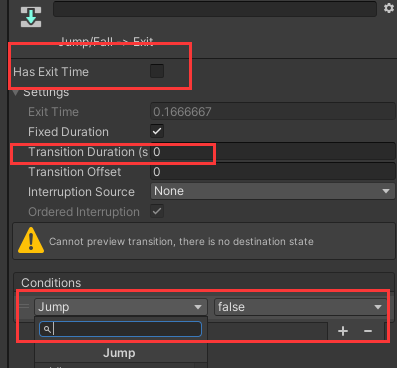 Jump/Fall -> Exit
Has Exit Time
Settings
Exit Time 0.1666667
Fixed Duration
Transition Duration (s 0
Transition Offset 0
Interruption Source None
Ordered Interruption
Cannot preview transition, there is no destination state
Conditions
Jump false
Jump